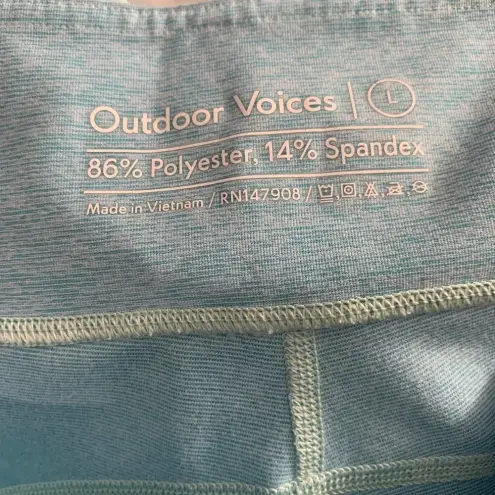 Outdoor Voices | L
86% Polyester, 14% Spandex
Made in Vietnam / RN147908 /